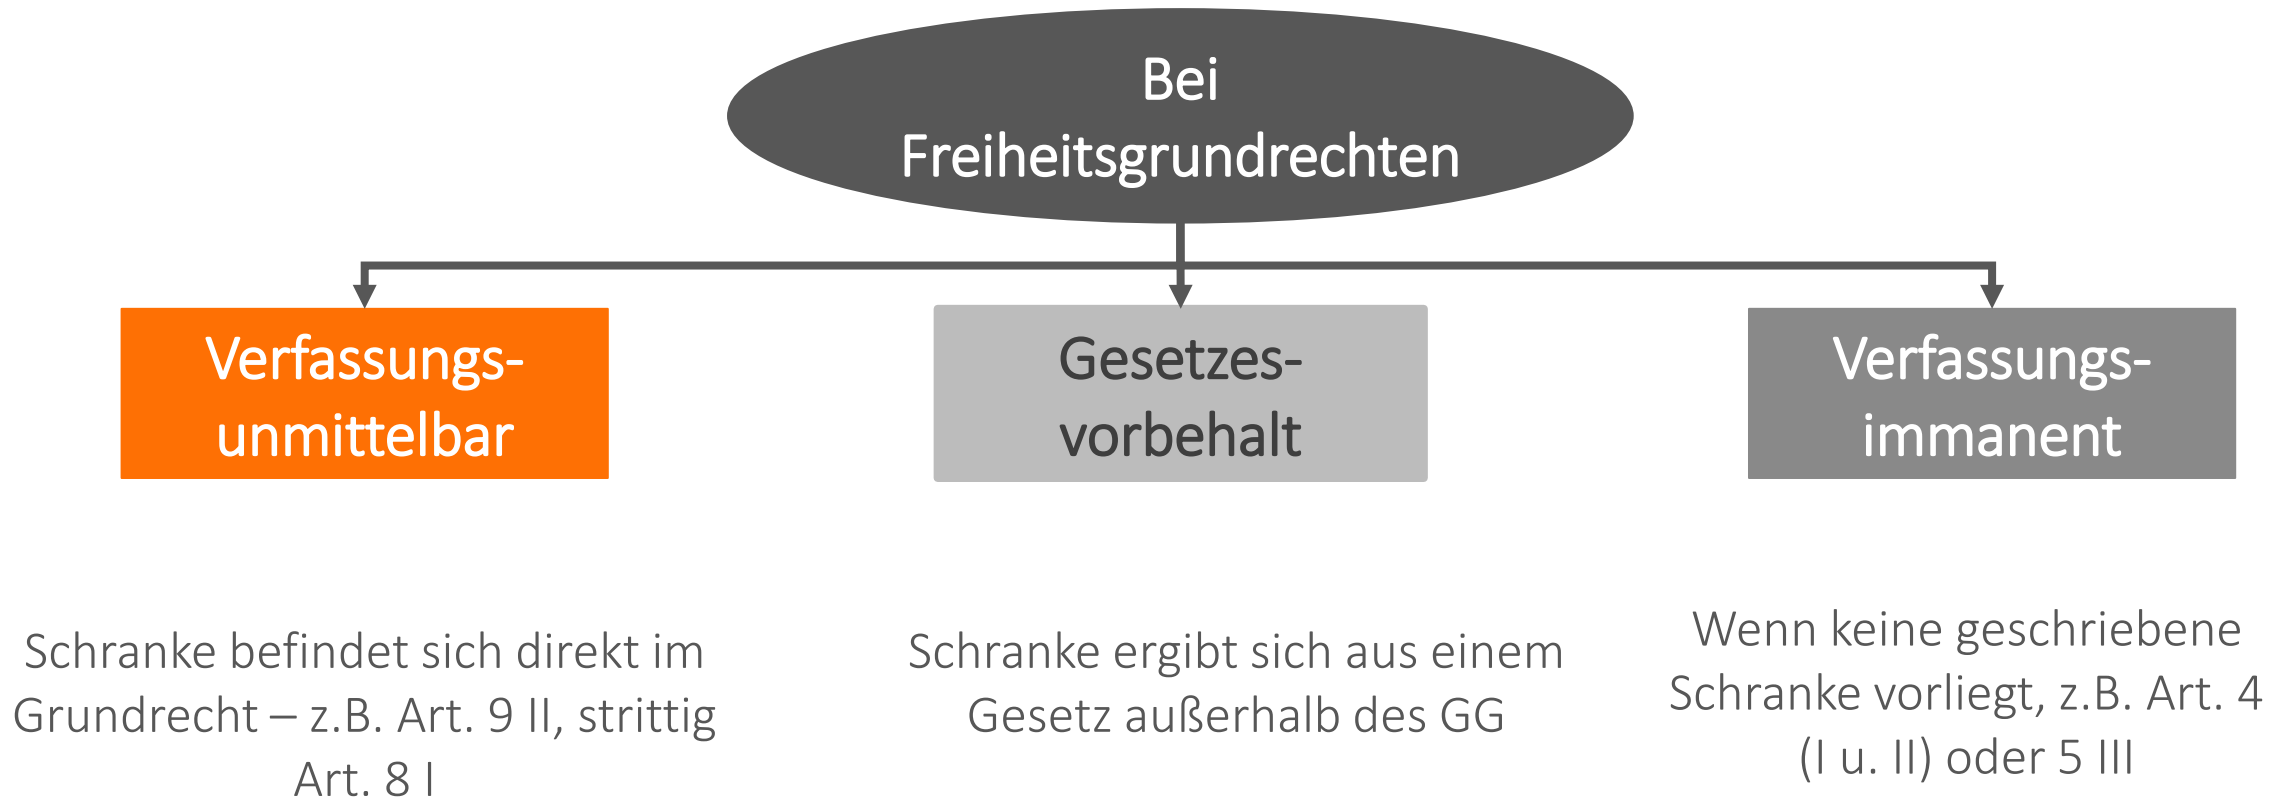 Bei
Freiheitsgrundrechten
Verfassungs-
unmittelbar
Gesetzes-
vorbehalt
Verfassungs-
immanent
Schranke befindet sich direkt im
Grundrecht – z.B. Art. 9 II, strittig
Art. 8 I
Schranke ergibt sich aus einem
Gesetz außerhalb des GG
Wenn keine geschriebene
Schranke vorliegt, z.B. Art. 4
(I u. II) oder 5 III